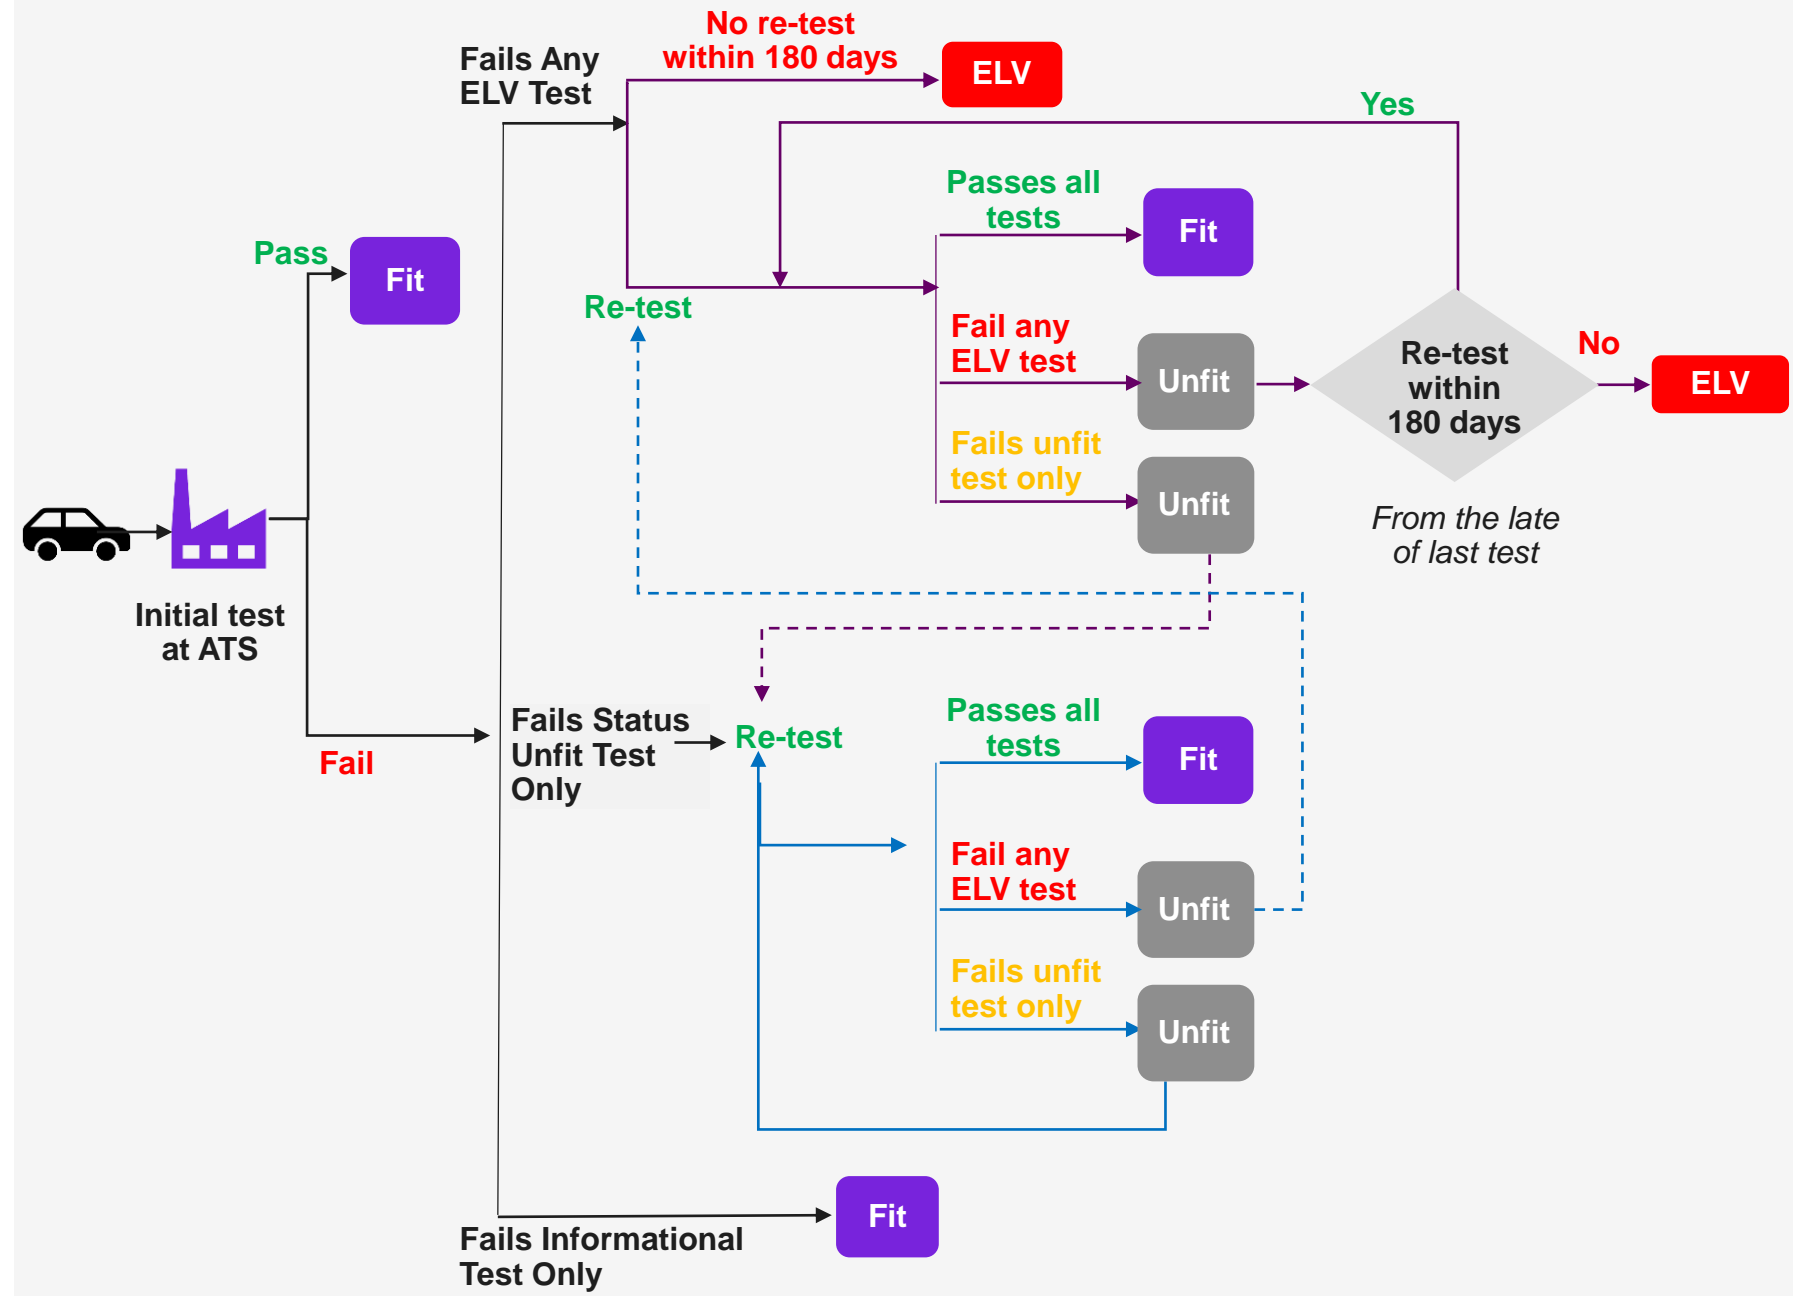 No re-test
within 180 days
Fails Any
ELV Test
ELV
Yes
Passes all
tests
Fit
Pass
Fit
Re-test
Fail any
ELV test
Unfit
Re-test
within
180 days
No
ELV
Fails unfit
test only
Unfit
From the late
of last test
Initial test
at ATS
Fail
Fails Status
Unfit Test
Only
Re-test
Passes all
tests
Fit
Fail any
ELV test
Unfit
Fails unfit
test only
Unfit
Fit
Fails Informational
Test Only